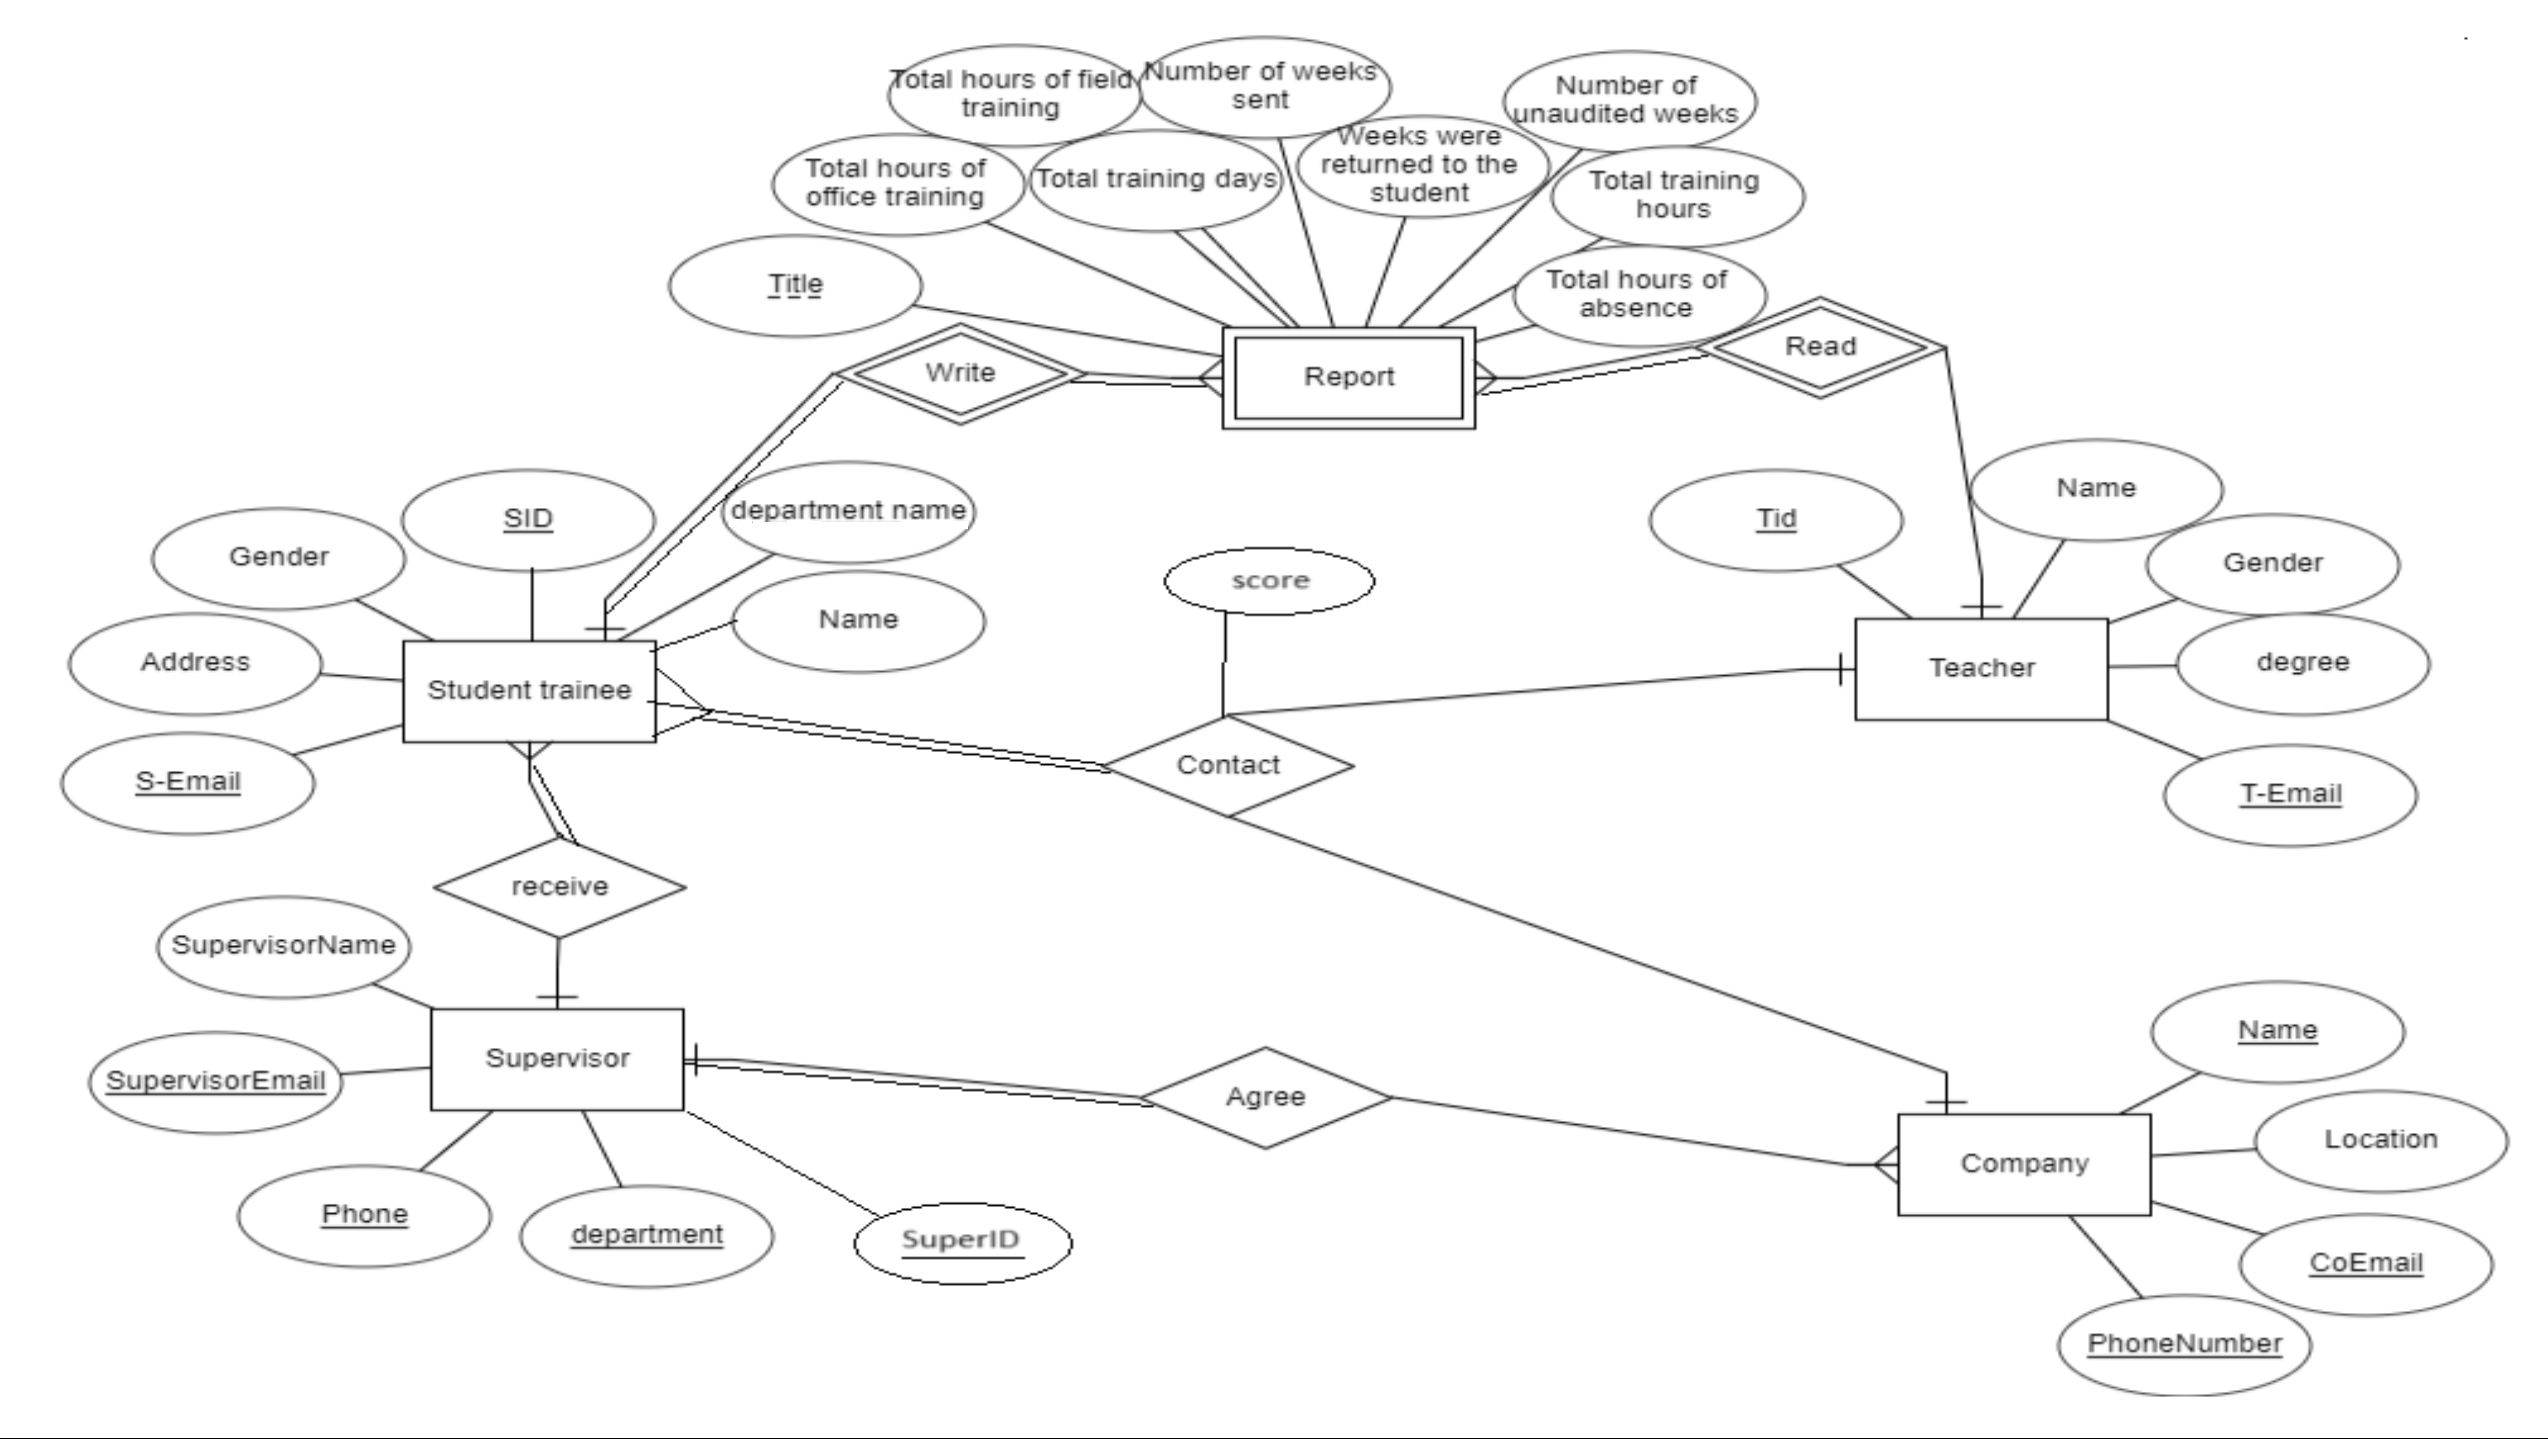 Total hours of field
training
Number of weeks
sent
Number of
unaudited weeks
Total hours of
office training
Total training days
Weeks were
returned to the
student
Total training
hours
Title
Total hours of
absence
Write
Report
Read
Gender
SID
department name
Name
Address
Student trainee
S-Email
score
Contact
Tid
Name
Gender
Teacher
degree
T-Email
receive
SupervisorName
Supervisor
SupervisorEmail
Phone
department
SuperID
Agree
Name
Location
Company
CoEmail
PhoneNumber